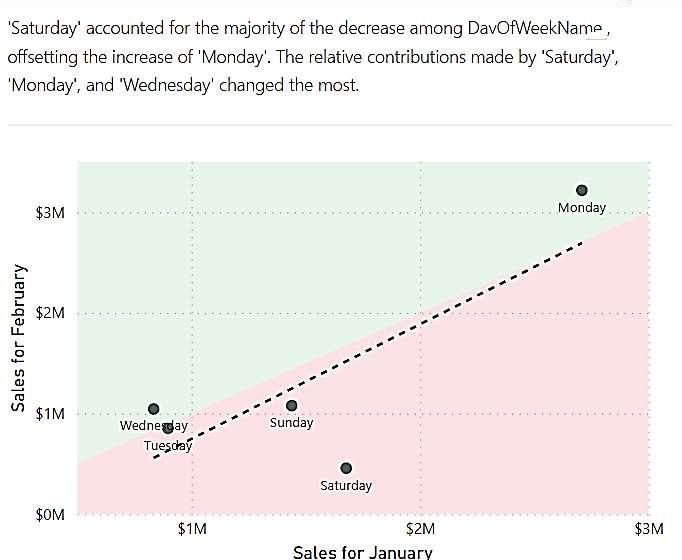 'Saturday' accounted for the majority of the decrease among DavOfWeekName,
offsetting the increase of 'Monday'. The relative contributions made by 'Saturday',
'Monday', and 'Wednesday' changed the most.
$3M
Monday
$2M
Sales for February
$1M
Wednesday
Sunday
Tuesday
Saturday
$0M
$1M
$2M
$3M
Sales for January